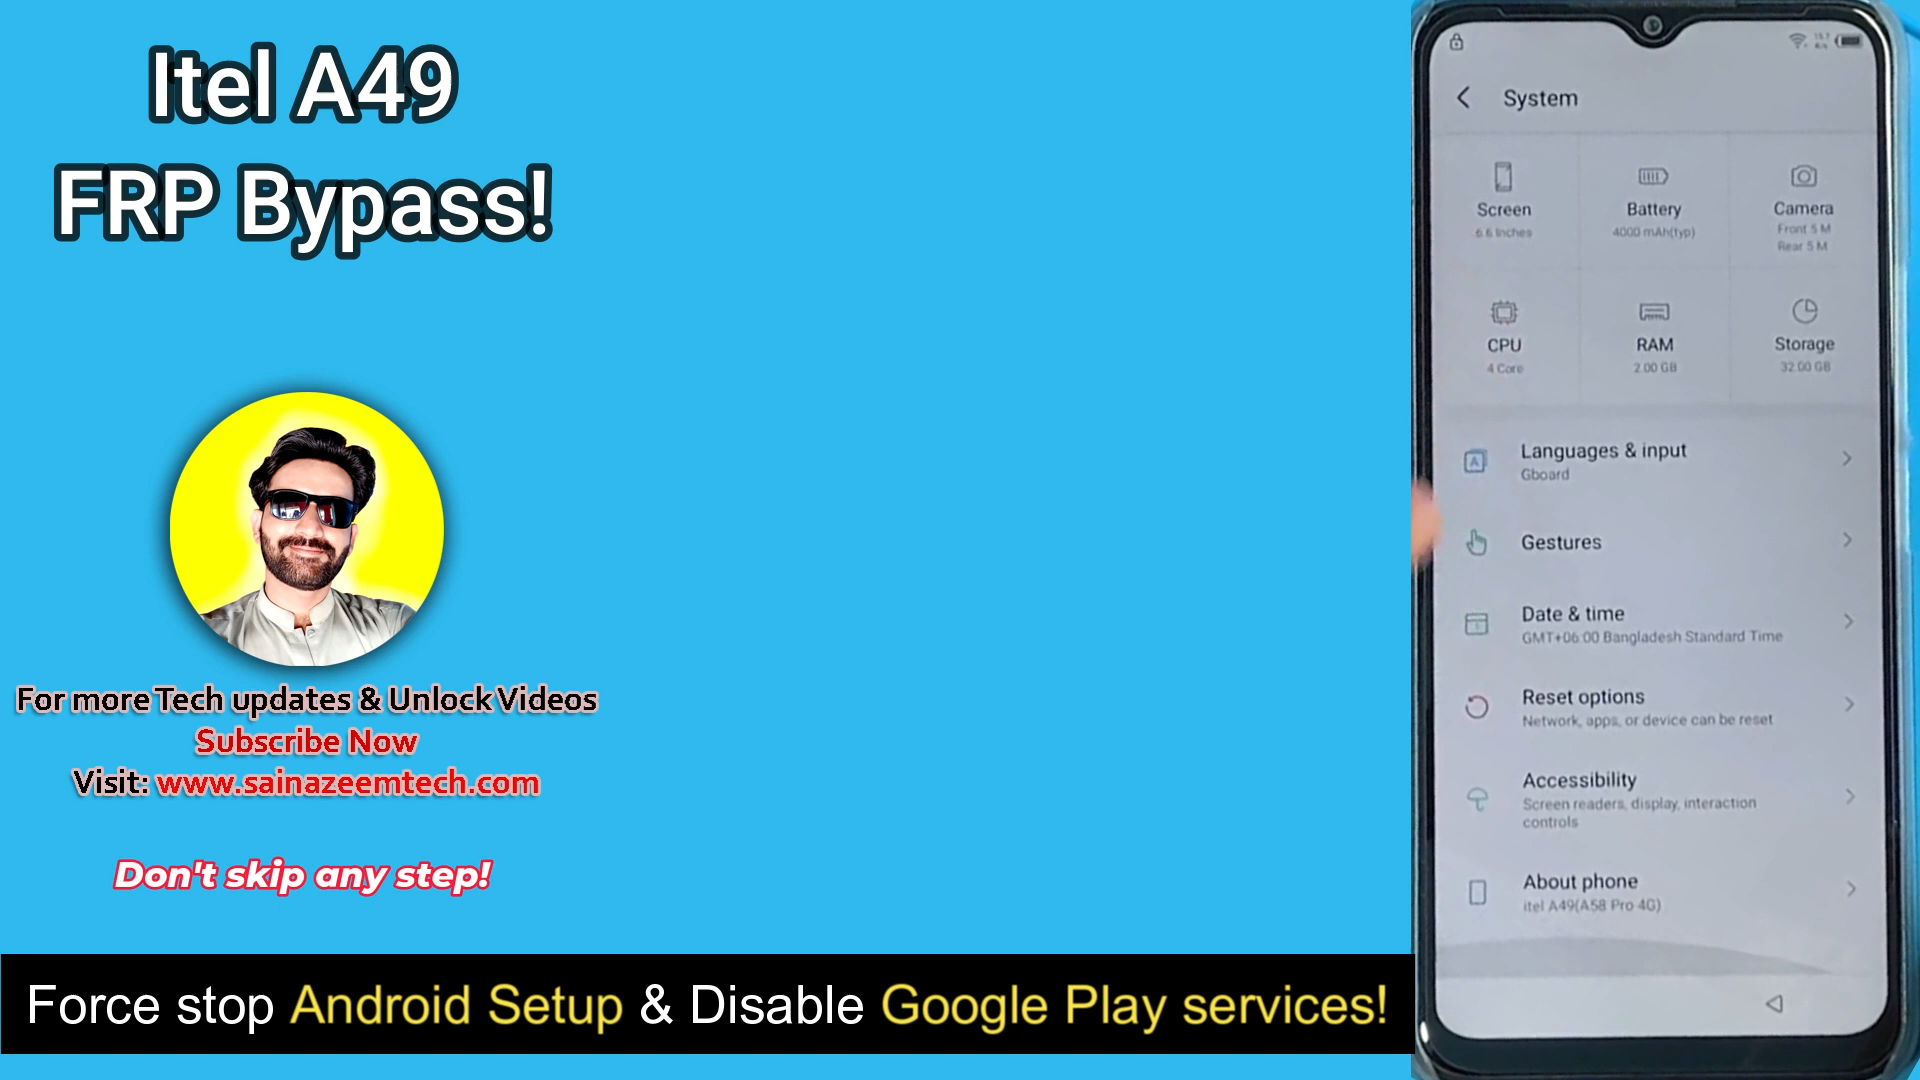 Itel A49
FRP Bypass!
For more Tech updates & Unlock Videos
Subscribe Now
Visit: www.sainazeemtech.com
Don't skip any step!
Force stop Android Setup & Disable Google Play services!
System
Screen
6.6 Inches
Battery
4000 mAh(typ)
Camera
Front 5 M
Rear 5 M
CPU
4 Core
RAM
2.00 GB
Storage
32.00 GB
Languages & input
Gboard
Gestures
Date & time
GMT+06:00 Bangladesh Standard Time
Reset options
Network, apps, or device can be reset
Accessibility
Screen readers, display, interaction
controls
About phone
itel A49(A58 Pro 4G)